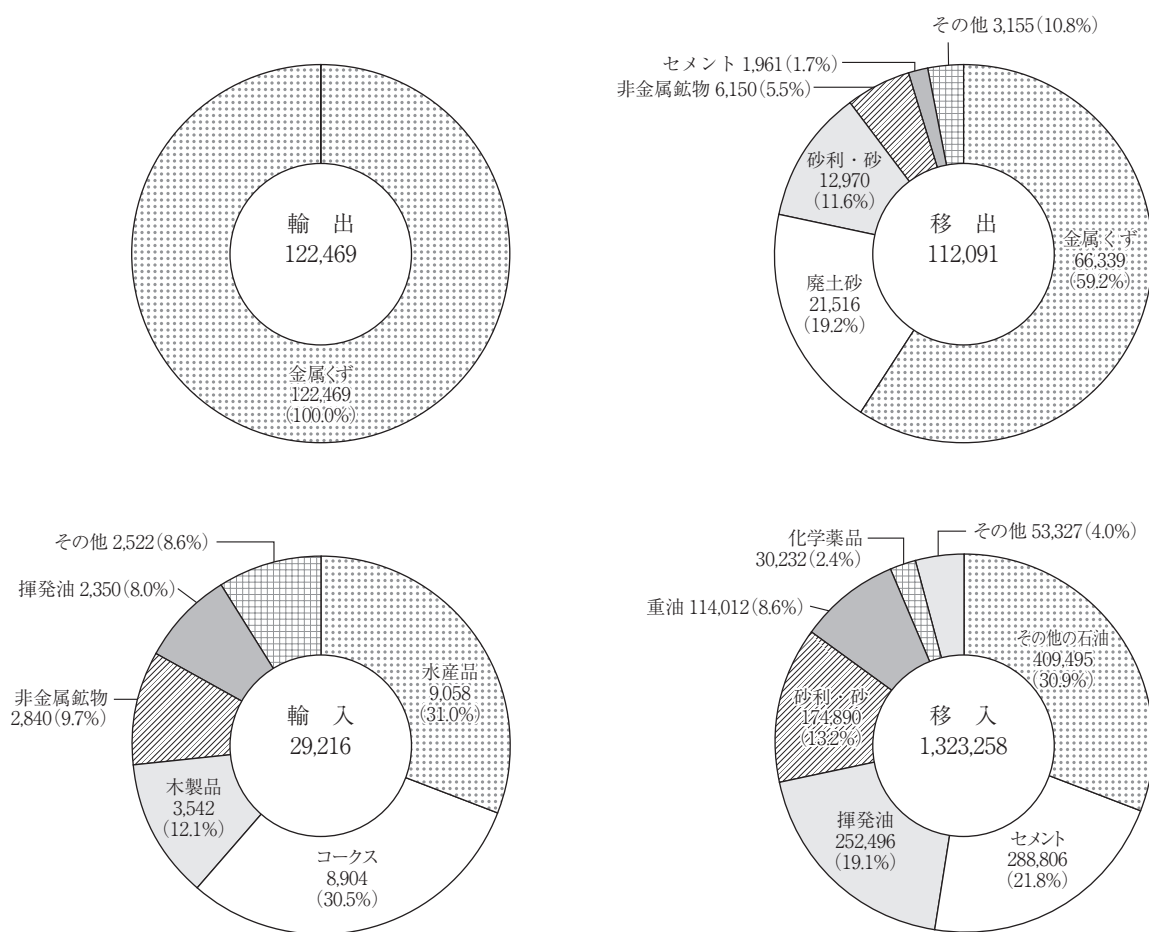 輸 出
122,469
金属くず
122,469
(100.0%)
その他 3,155(10.8%)
セメント 1,961(1.7%)
非金属鉱物 6,150(5.5%)
砂利・砂
12,970
(11.6%)
廃土砂
21,516
(19.2%)
移 出
112,091
金属くず
66,339
(59.2%)
その他 2,522(8.6%)
揮発油 2,350(8.0%)
非金属鉱物
2,840(9.7%)
木製品
3,542
(12.1%)
コークス
8,904
(30.5%)
水産品
9,058
(31.0%)
輸 入
29,216
化学薬品
30,232(2.4%)
その他 53,327(4.0%)
重油 114,012(8.6%)
砂利・砂
174,890
(13.2%)
揮発油
252,496
(19.1%)
セメント
288,806
(21.8%)
その他の石油
409,495
(30.9%)
移 入
1,323,258